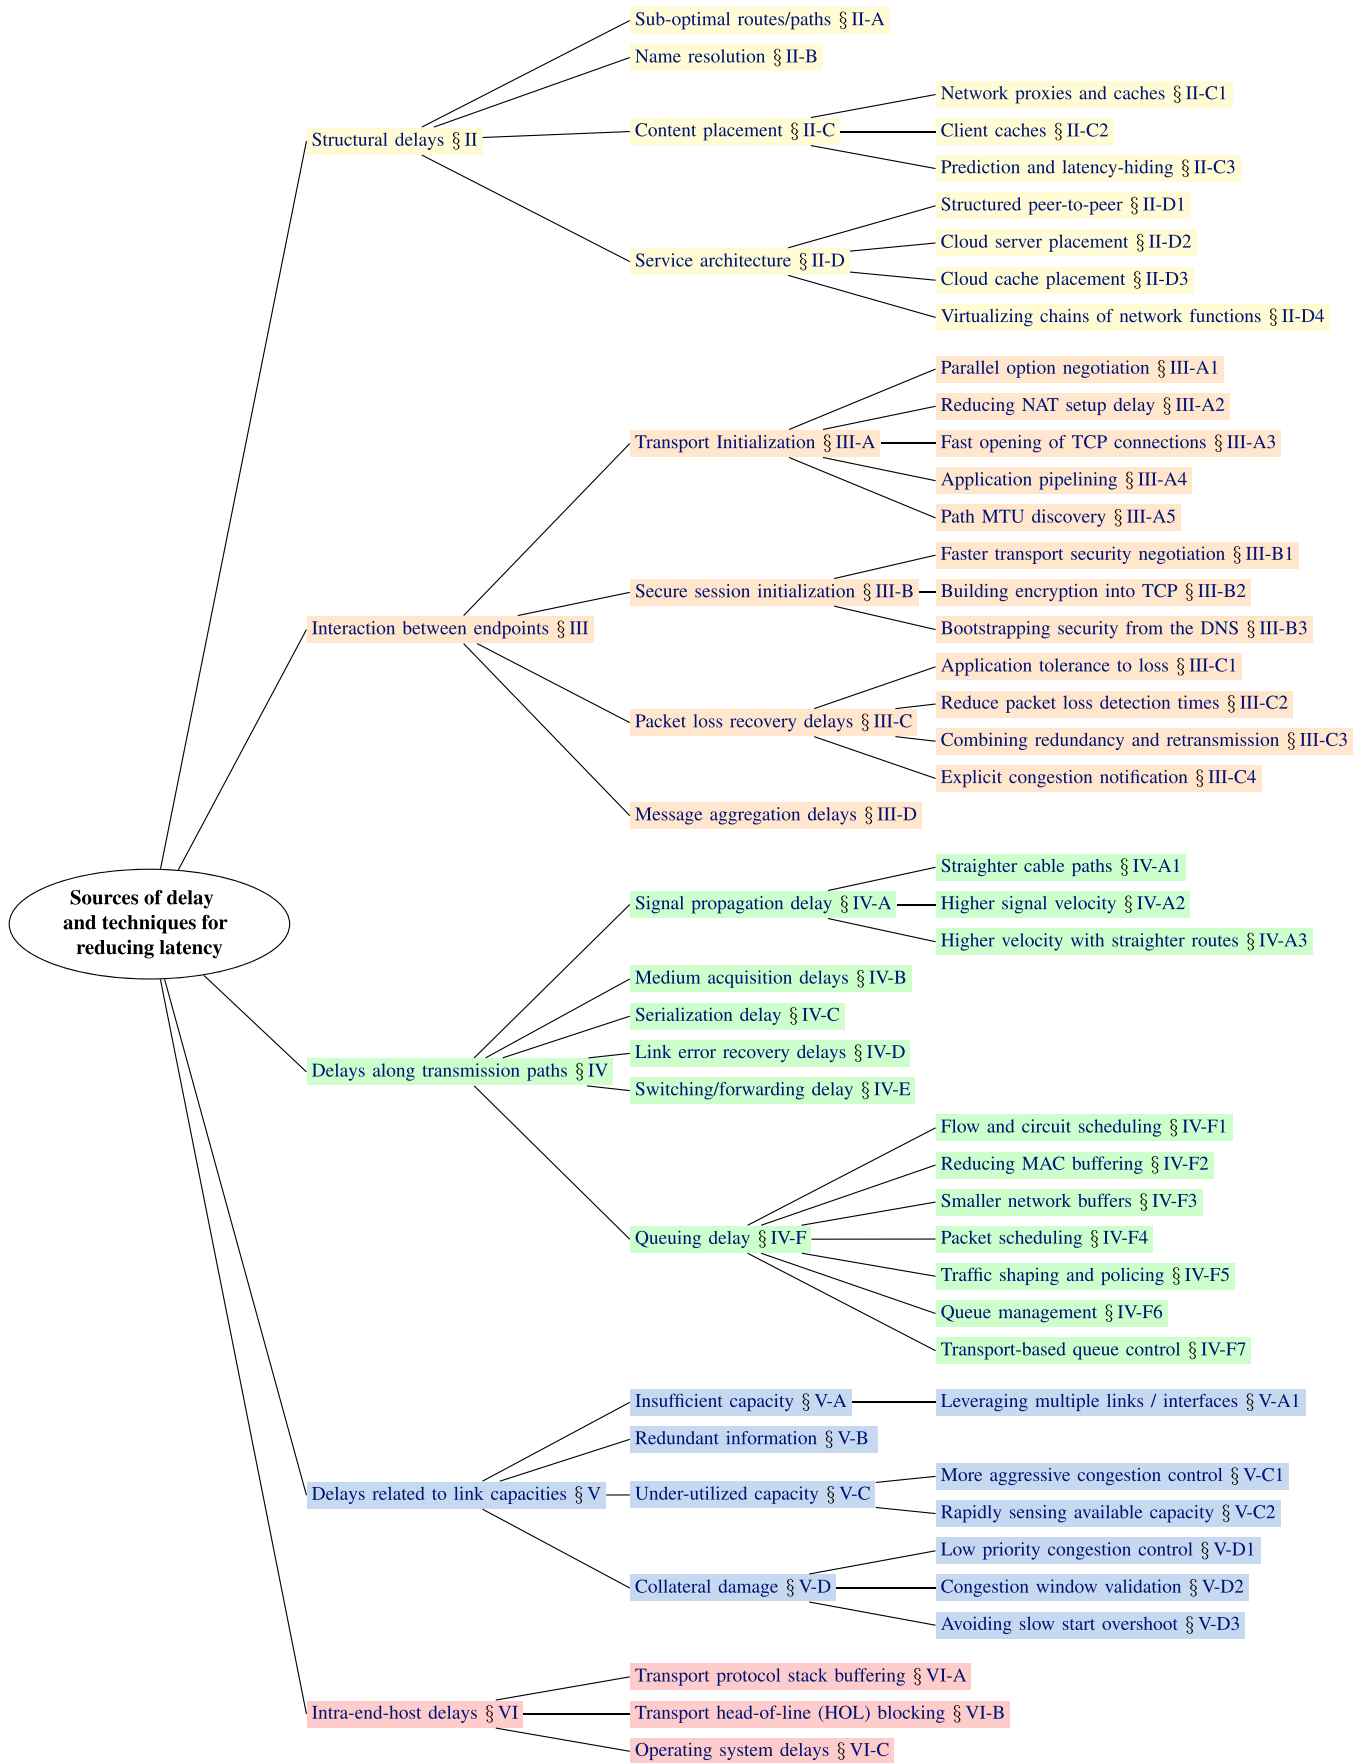 Sources of delay
and techniques for
reducing latency
Structural delays § II
Sub-optimal routes/paths § II-A
Name resolution § II-B
Content placement § II-C
Network proxies and caches § II-C1
Client caches § II-C2
Prediction and latency-hiding § II-C3
Service architecture § II-D
Structured peer-to-peer § II-D1
Cloud server placement § II-D2
Cloud cache placement § II-D3
Virtualizing chains of network functions § II-D4
Interaction between endpoints § III
Transport Initialization § III-A
Parallel option negotiation § III-A1
Reducing NAT setup delay § III-A2
Fast opening of TCP connections § III-A3
Application pipelining § III-A4
Path MTU discovery § III-A5
Secure session initialization § III-B
Faster transport security negotiation § III-B1
Building encryption into TCP § III-B2
Bootstrapping security from the DNS § III-B3
Packet loss recovery delays § III-C
Application tolerance to loss § III-C1
Reduce packet loss detection times § III-C2
Combining redundancy and retransmission § III-C3
Explicit congestion notification § III-C4
Message aggregation delays § III-D
Delays along transmission paths § IV
Signal propagation delay § IV-A
Straighter cable paths § IV-A1
Higher signal velocity § IV-A2
Higher velocity with straighter routes § IV-A3
Medium acquisition delays § IV-B
Serialization delay § IV-C
Link error recovery delays § IV-D
Switching/forwarding delay § IV-E
Queuing delay § IV-F
Flow and circuit scheduling § IV-F1
Reducing MAC buffering § IV-F2
Smaller network buffers § IV-F3
Packet scheduling § IV-F4
Traffic shaping and policing § IV-F5
Queue management § IV-F6
Transport-based queue control § IV-F7
Delays related to link capacities § V
Insufficient capacity § V-A
Leveraging multiple links / interfaces § V-A1
Redundant information § V-B
Under-utilized capacity § V-C
More aggressive congestion control § V-C1
Rapidly sensing available capacity § V-C2
Collateral damage § V-D
Low priority congestion control § V-D1
Congestion window validation § V-D2
Avoiding slow start overshoot § V-D3
Intra-end-host delays § VI
Transport protocol stack buffering § VI-A
Transport head-of-line (HOL) blocking § VI-B
Operating system delays § VI-C